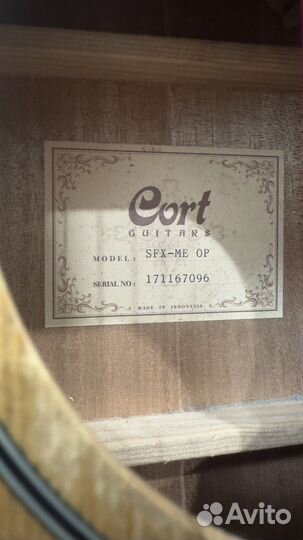 Cort
GUITARS
MODEL: SFX-ME OP
SERIAL NO: 171167096
MADE IN INDONESIA
Avito